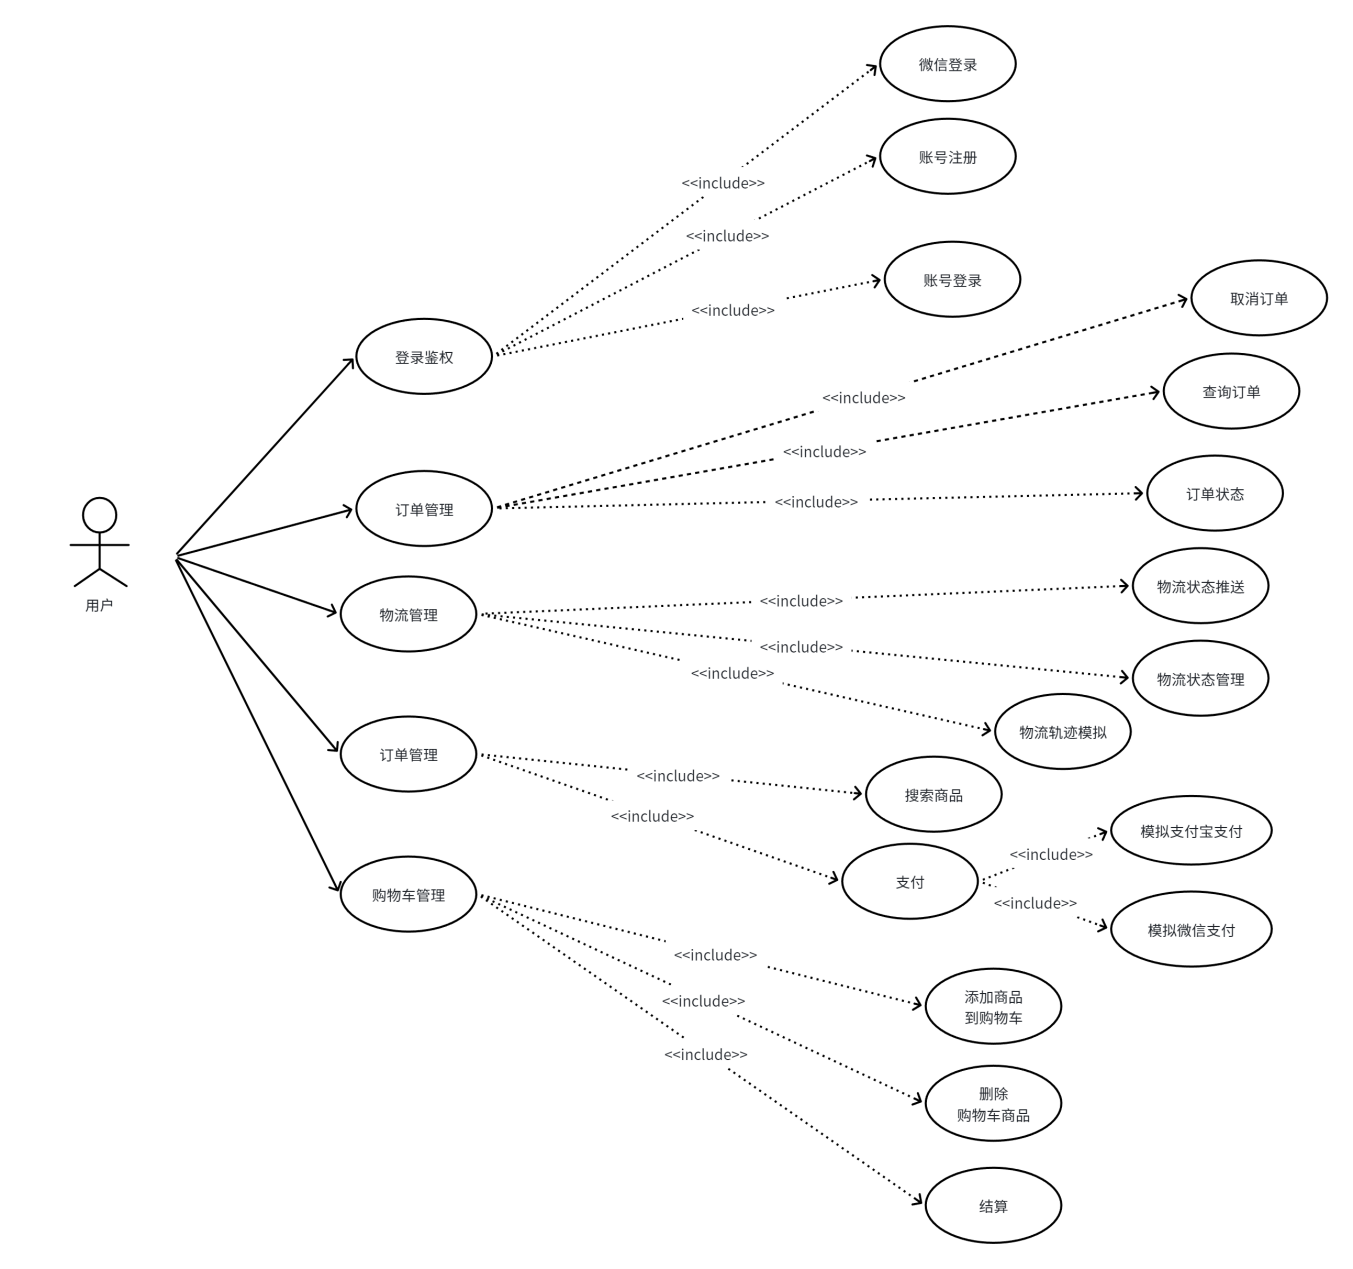 微信登录
账号注册
<<include>>
<<include>>
账号登录
取消订单
<<include>>
登录鉴权
查询订单
<<include>>
<<include>>
订单管理
<<include>>
订单状态
用户
物流管理
<<include>>
物流状态推送
<<include>>
<<include>>
物流状态管理
物流轨迹模拟
订单管理
<<include>>
搜索商品
<<include>>
模拟支付宝支付
<<include>>
支付
购物车管理
<<include>>
模拟微信支付
<<include>>
添加商品
到购物车
<<include>>
<<include>>
删除
购物车商品
结算